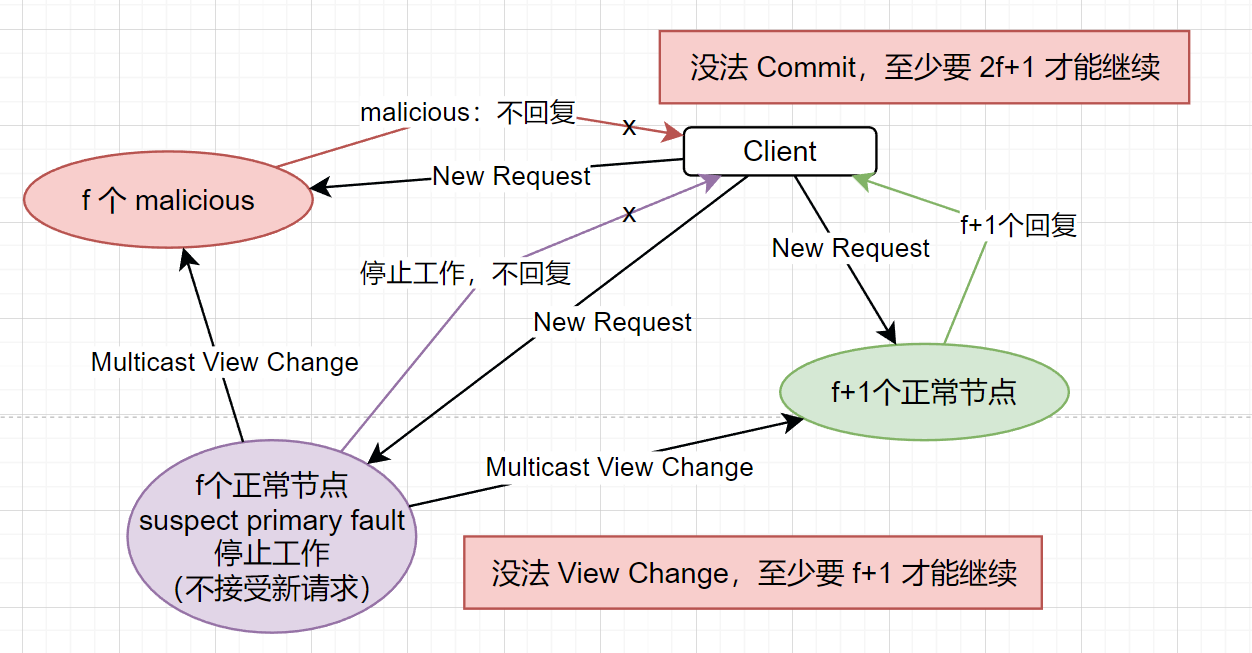 没法 Commit，至少要 2f+1 才能继续
malicious：不回复
x
Client
New Request
f 个 malicious
x
f+1个回复
New Request
停止工作，不回复
New Request
Multicast View Change
f+1个正常节点
Multicast View Change
f个正常节点
suspect primary fault
停止工作
（不接受新请求）
没法 View Change，至少要 f+1 才能继续